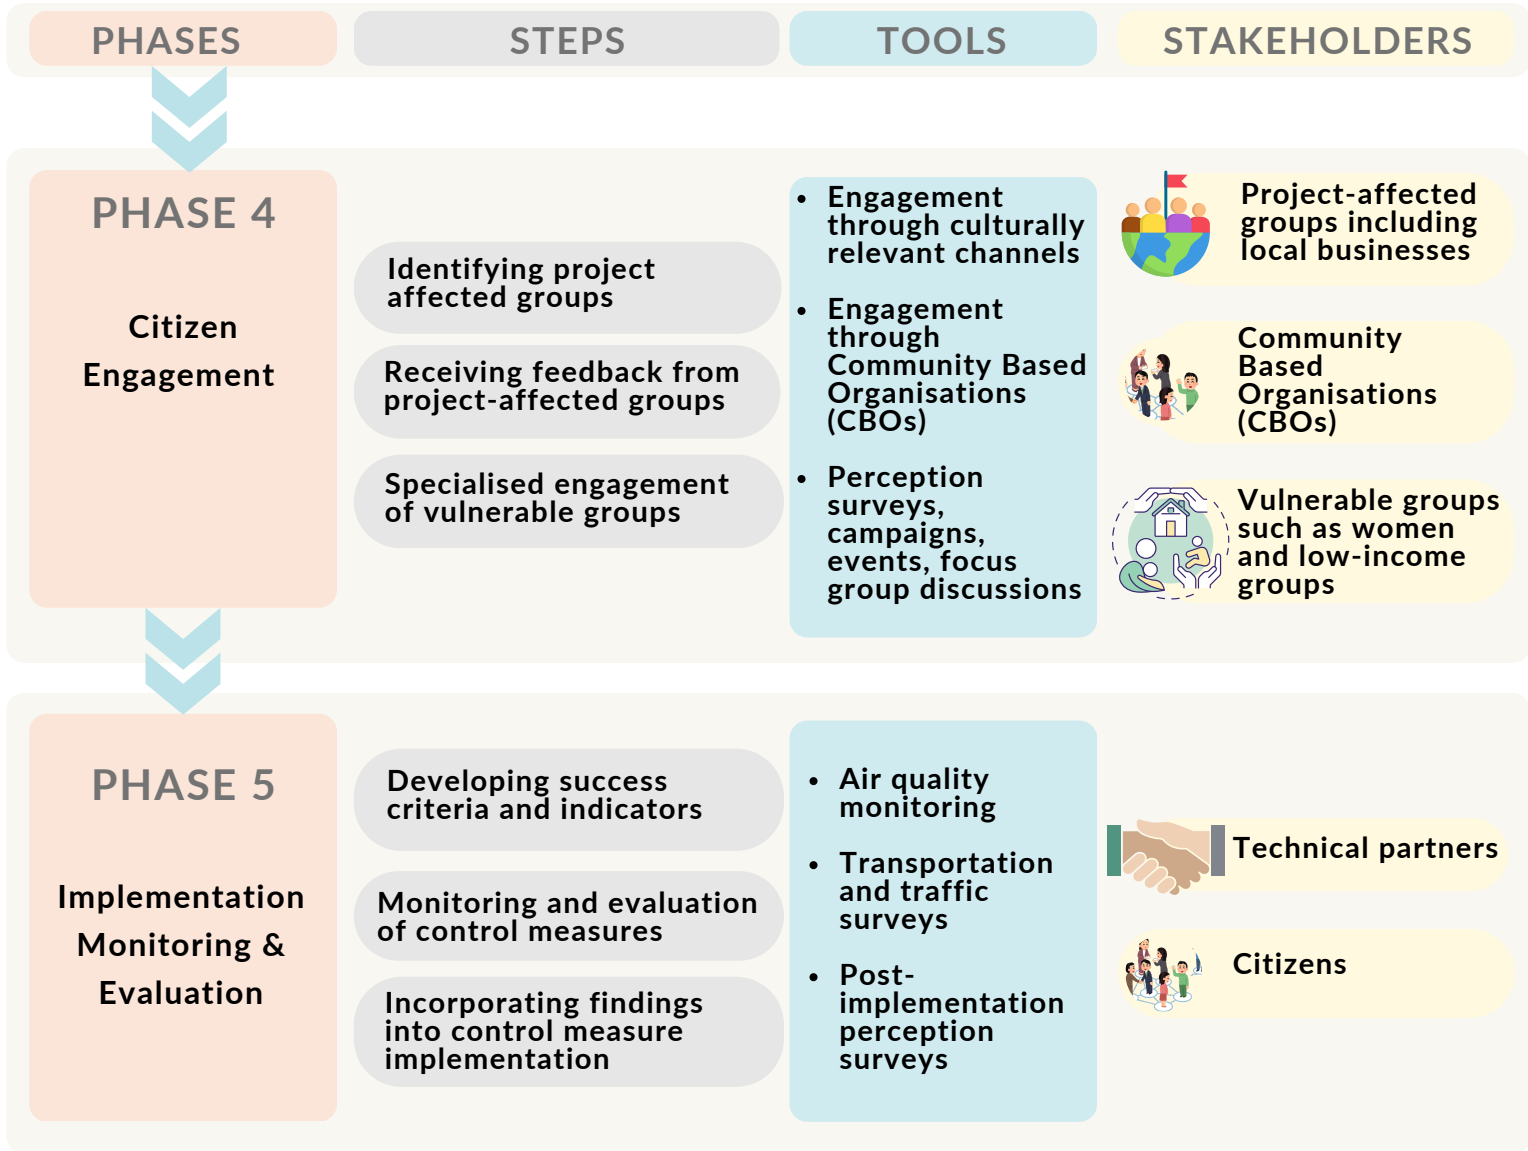 PHASES
STEPS
TOOLS
STAKEHOLDERS
PHASE 4
Citizen
Engagement
Identifying project
affected groups
Receiving feedback from
project-affected groups
Specialised engagement
of vulnerable groups
• Engagement
through culturally
relevant channels
• Engagement
through
Community Based
Organisations
(CBOs)
• Perception
surveys,
campaigns,
events, focus
group discussions
Project-affected
groups including
local businesses
Community
Based
Organisations
(CBOs)
Vulnerable groups
such as women
and low-income
groups
PHASE 5
Implementation
Monitoring &
Evaluation
Developing success
criteria and indicators
Monitoring and evaluation
of control measures
Incorporating findings
into control measure
implementation
• Air quality
monitoring
• Transportation
and traffic
surveys
• Post-
implementation
perception
surveys
Technical partners
Citizens